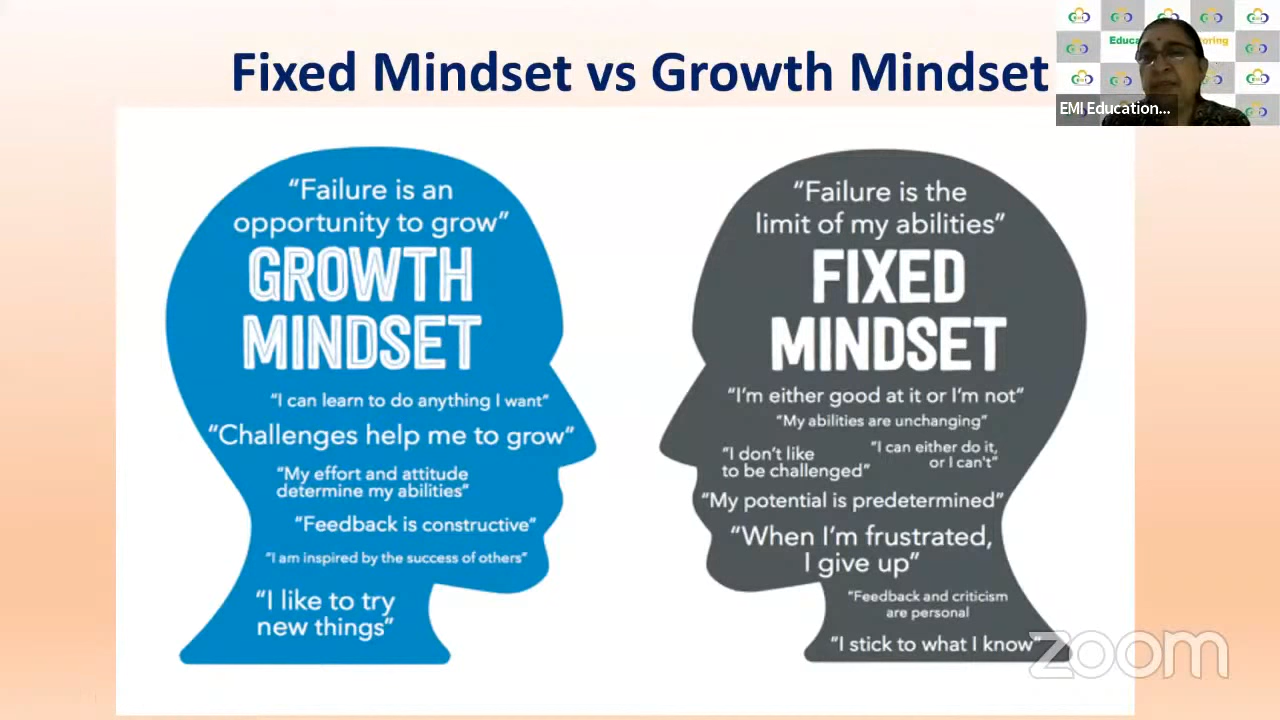 Fixed Mindset vs Growth Mindset
EMI Education...
"Failure is an
opportunity to grow"
GROWTH
MINDSET
"I can learn to do anything I want"
"Challenges help me to grow"
"My effort and attitude
determine my abilities"
"Feedback is constructive"
"I am inspired by the success of others"
"I like to try
new things"
"Failure is the
limit of my abilities"
FIXED
MINDSET
"I'm either good at it or I'm not"
"My abilities are unchanging"
"I don't like
to be challenged"
"I can either do it,
or I can't"
"My potential is predetermined"
"When I'm frustrated,
I give up"
"Feedback and criticism
are personal
"I stick to what I know"
zoom